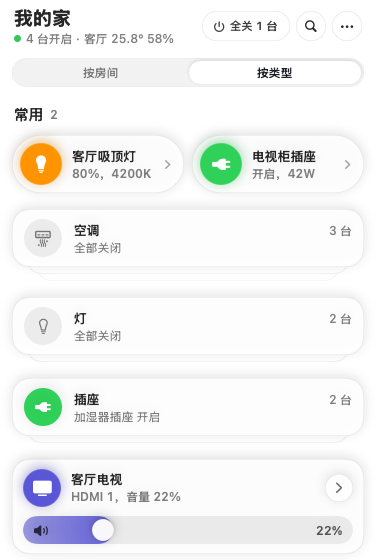 我的家
4 台开启 · 客厅 25.8° 58%
全关 1 台
按房间
按类型
常用 2
客厅吸顶灯
80%，4200K
电视柜插座
开启，42W
空调
3 台
全部关闭
灯
2 台
全部关闭
插座
2 台
加湿器插座 开启
客厅电视
HDMI 1，音量 22%
22%